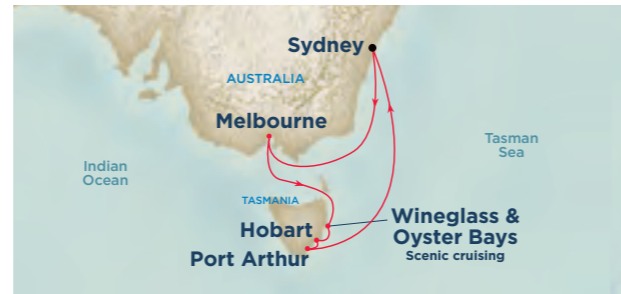 Sydney
AUSTRALIA
Melbourne
Tasman
Sea
Indian
Ocean
TASMANIA
Wineglass &
Oyster Bays
Scenic cruising
Hobart
Port Arthur